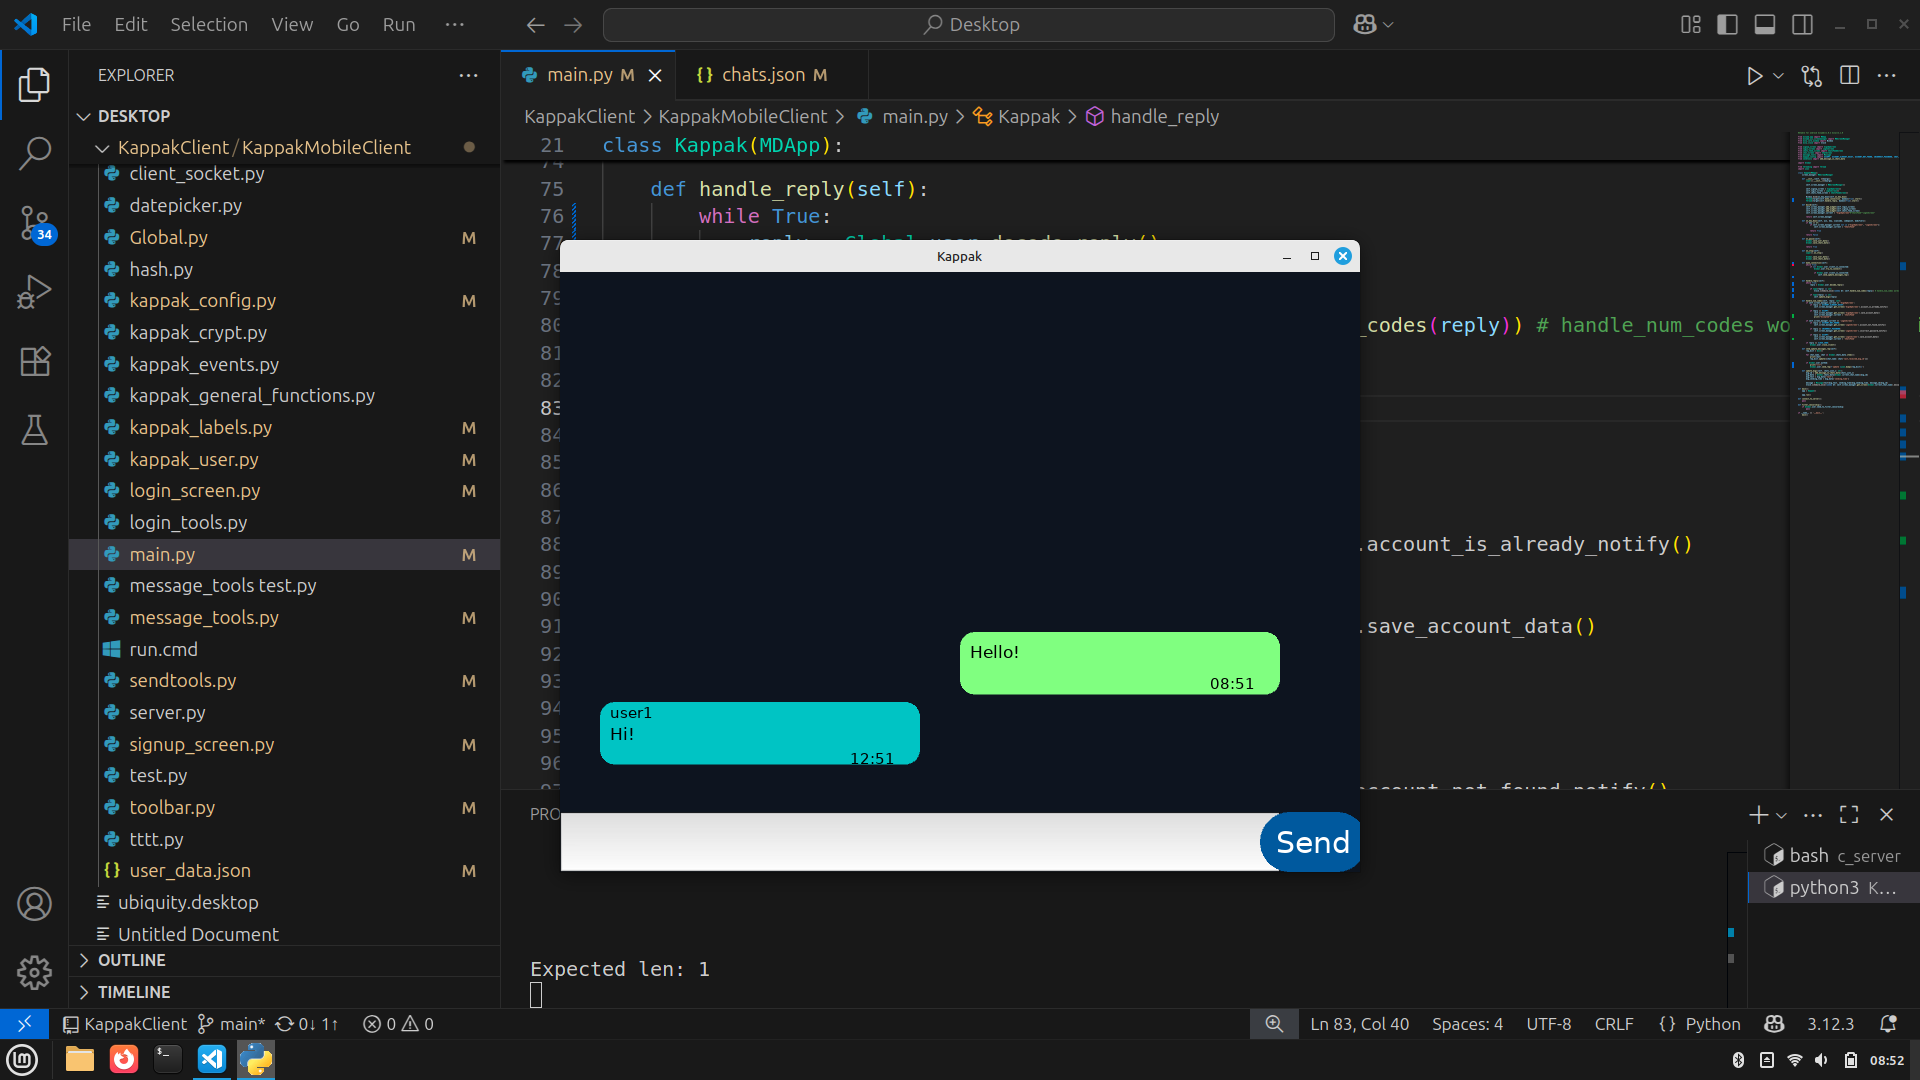 File Edit Selection View Go Run ···
Desktop
EXPLORER
DESKTOP
KappakClient / KappakMobileClient
client_socket.py
datepicker.py
Global.py M
hash.py
kappak_config.py M
kappak_crypt.py
kappak_events.py
kappak_general_functions.py
kappak_labels.py M
kappak_user.py M
login_screen.py M
login_tools.py
main.py M
message_tools test.py
message_tools.py M
run.cmd
sendtools.py M
server.py
signup_screen.py M
test.py
toolbar.py M
tttt.py
user_data.json M
ubiquity.desktop
Untitled Document
OUTLINE
TIMELINE
34
main.py M
{} chats.json M
KappakClient > KappakMobileClient > main.py > Kappak > handle_reply
21 class Kappak(MDApp):
74
75 def handle_reply(self):
76 while True:
77 reply = Global.user.decode_reply()
78
79
80 _codes(reply)) # handle_num_codes wo
81
82
83
84
85
86
87
88 .account_is_already_notify()
89
90
91 .save_account_data()
92
93
94
95
96
account_not_found_notify()
Kappak
Hello!
08:51
user1
Hi!
12:51
Send
PRO
bash c_server
python3 K...
Expected len: 1
KappakClient main* 0↓ 1↑ 0 0
Ln 83, Col 40 Spaces: 4 UTF-8 CRLF {} Python 3.12.3
08:52